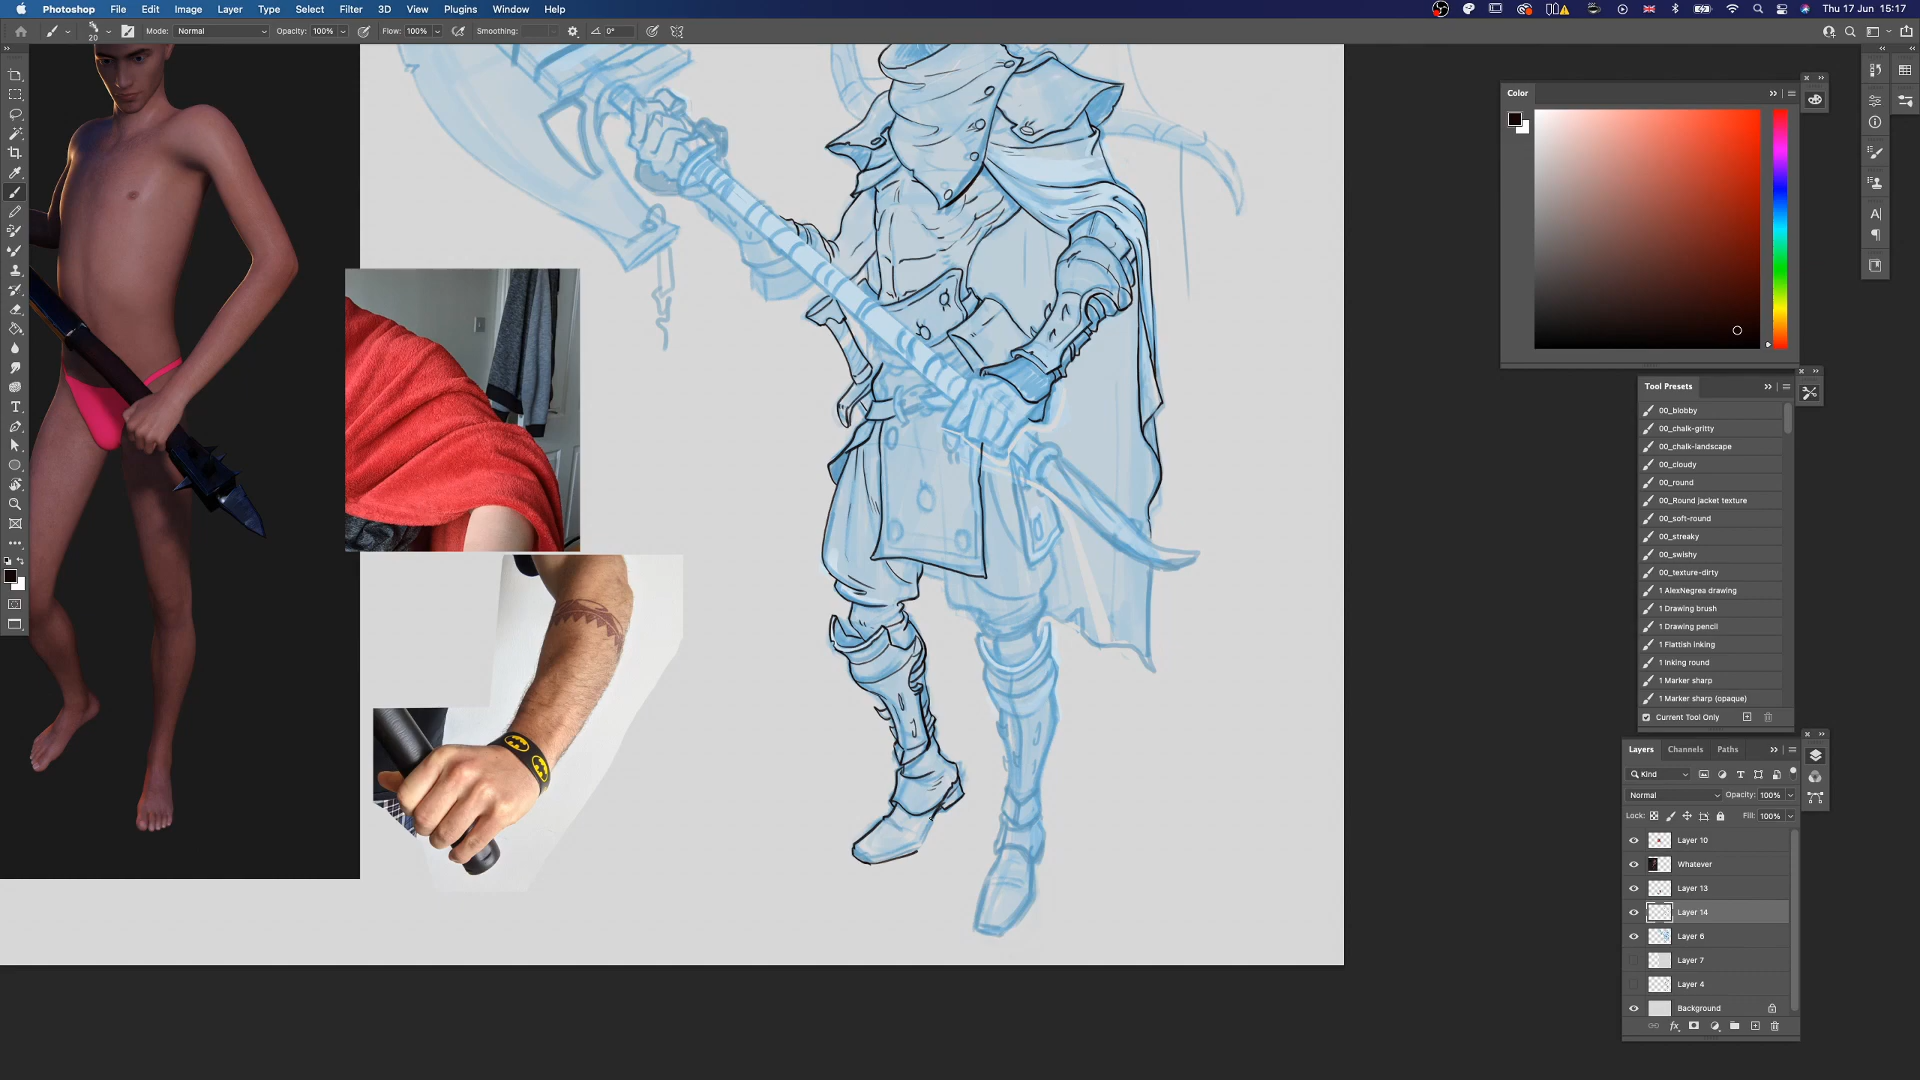 Photoshop File Edit Image Layer Type Select Filter 3D View Plugins Window Help Thu 17 Jun 15:17
20 Mode: Normal Opacity: 100% Flow: 100% Smoothing: 0°
Color
Tool Presets
00_blobby
00_chalk-gritty
00_chalk-landscape
00_cloudy
00_round
00_Round jacket texture
00_soft-round
00_streaky
00_swishy
00_texture-dirty
1 AlexNegrea drawing
1 Drawing brush
1 Drawing pencil
1 Flattish inking
1 Inking round
1 Marker sharp
1 Marker sharp (opaque)
Current Tool Only
Layers Channels Paths
Kind
Normal Opacity: 100%
Lock: Fill: 100%
Layer 10
Whatever
Layer 13
Layer 14
Layer 6
Layer 7
Layer 4
Background